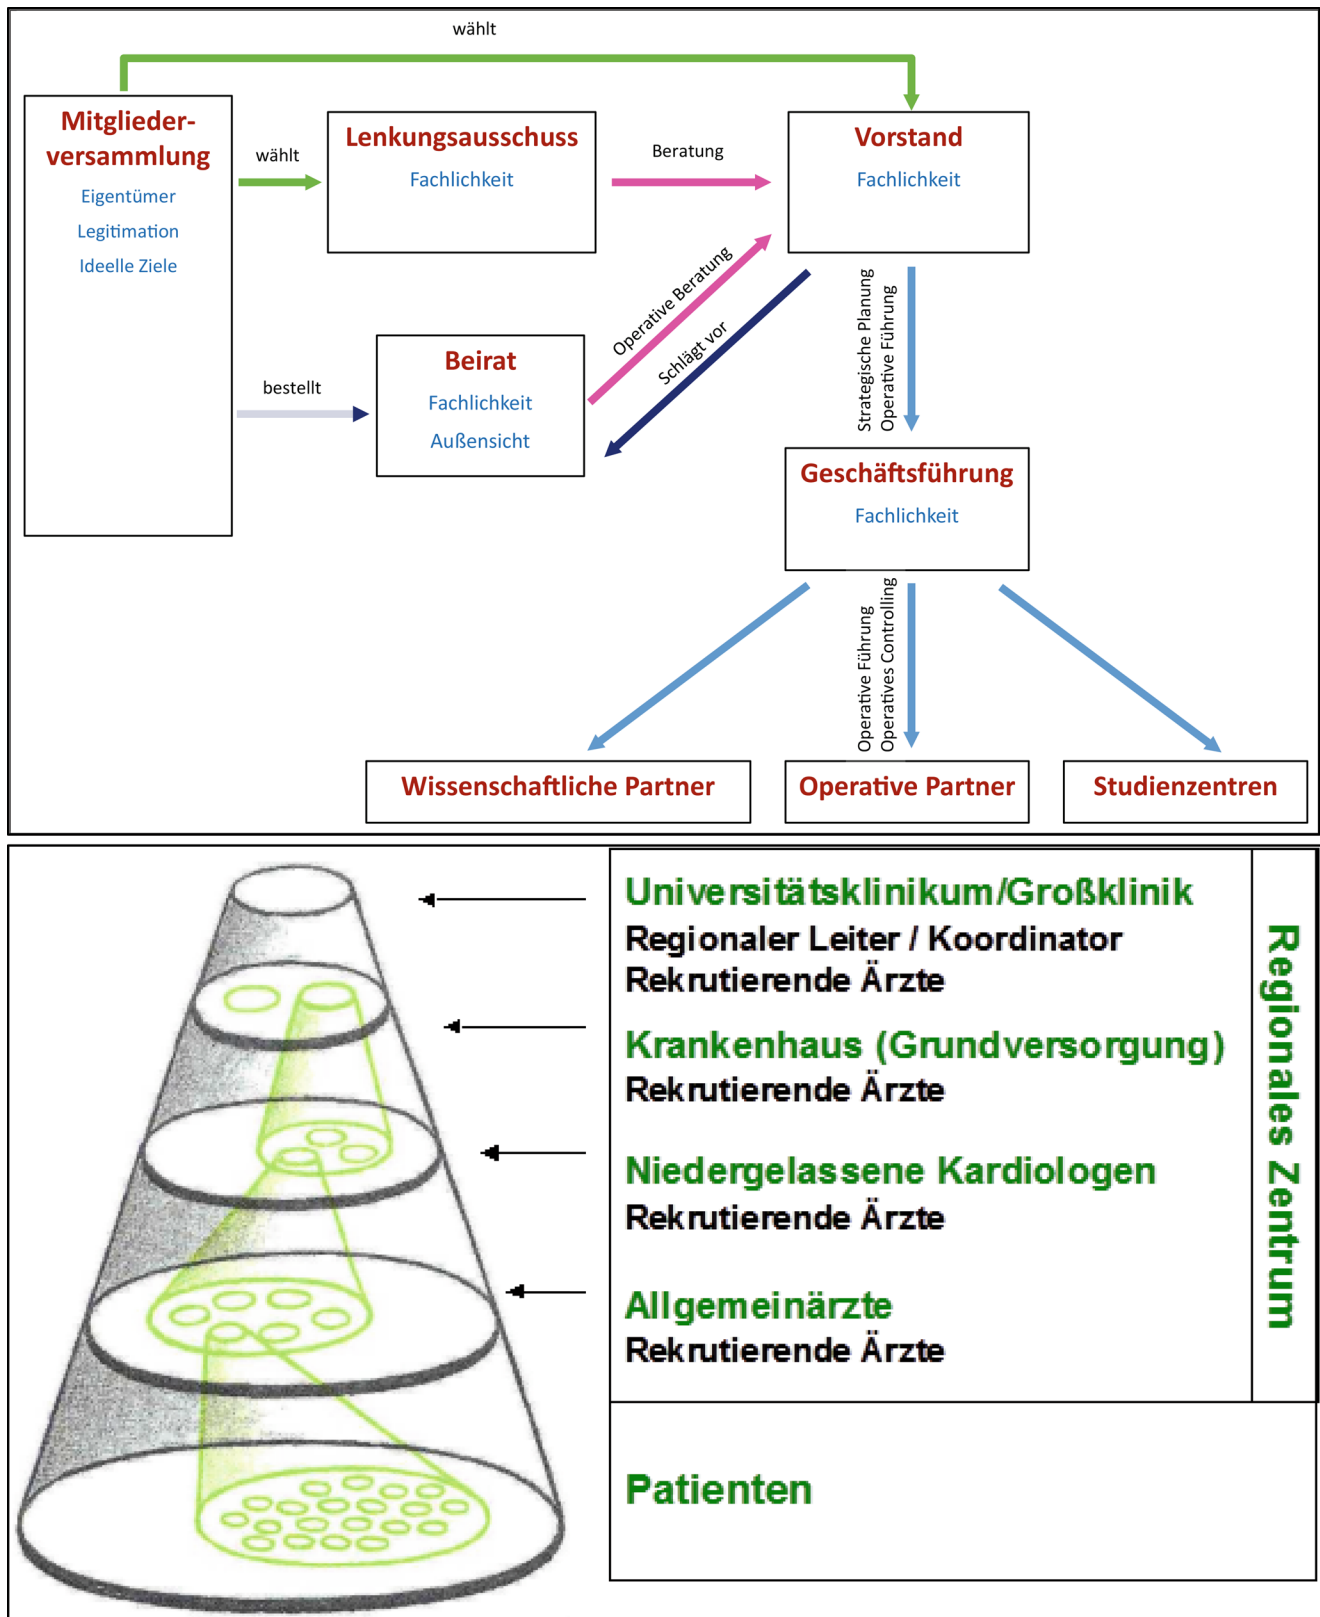 wählt
Mitglieder-
versammlung
Eigentümer
Legitimation
Ideelle Ziele
wählt
Lenkungsausschuss
Fachlichkeit
Beratung
Vorstand
Fachlichkeit
bestellt
Beirat
Fachlichkeit
Außensicht
Operative Beratung
Schlägt vor
Strategische Planung
Operative Führung
Geschäftsführung
Fachlichkeit
Operative Führung
Operatives Controlling
Wissenschaftliche Partner
Operative Partner
Studienzentren
Universitätsklinikum/Großklinik
Regionaler Leiter / Koordinator
Rekrutierende Ärzte
Krankenhaus (Grundversorgung)
Rekrutierende Ärzte
Niedergelassene Kardiologen
Rekrutierende Ärzte
Allgemeinärzte
Rekrutierende Ärzte
Regionales Zentrum
Patienten